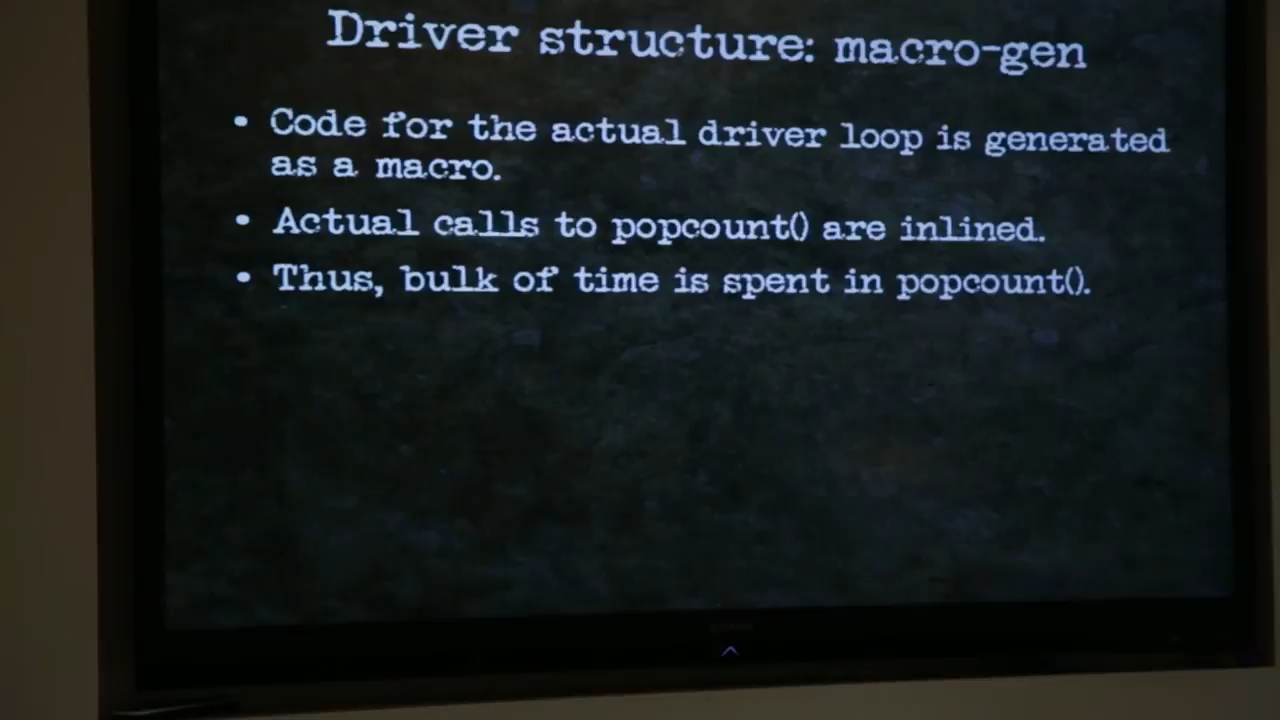 Driver structure: macro-gen
• Code for the actual driver loop is generated
as a macro.
• Actual calls to popcount() are inlined.
• Thus, bulk of time is spent in popcount().